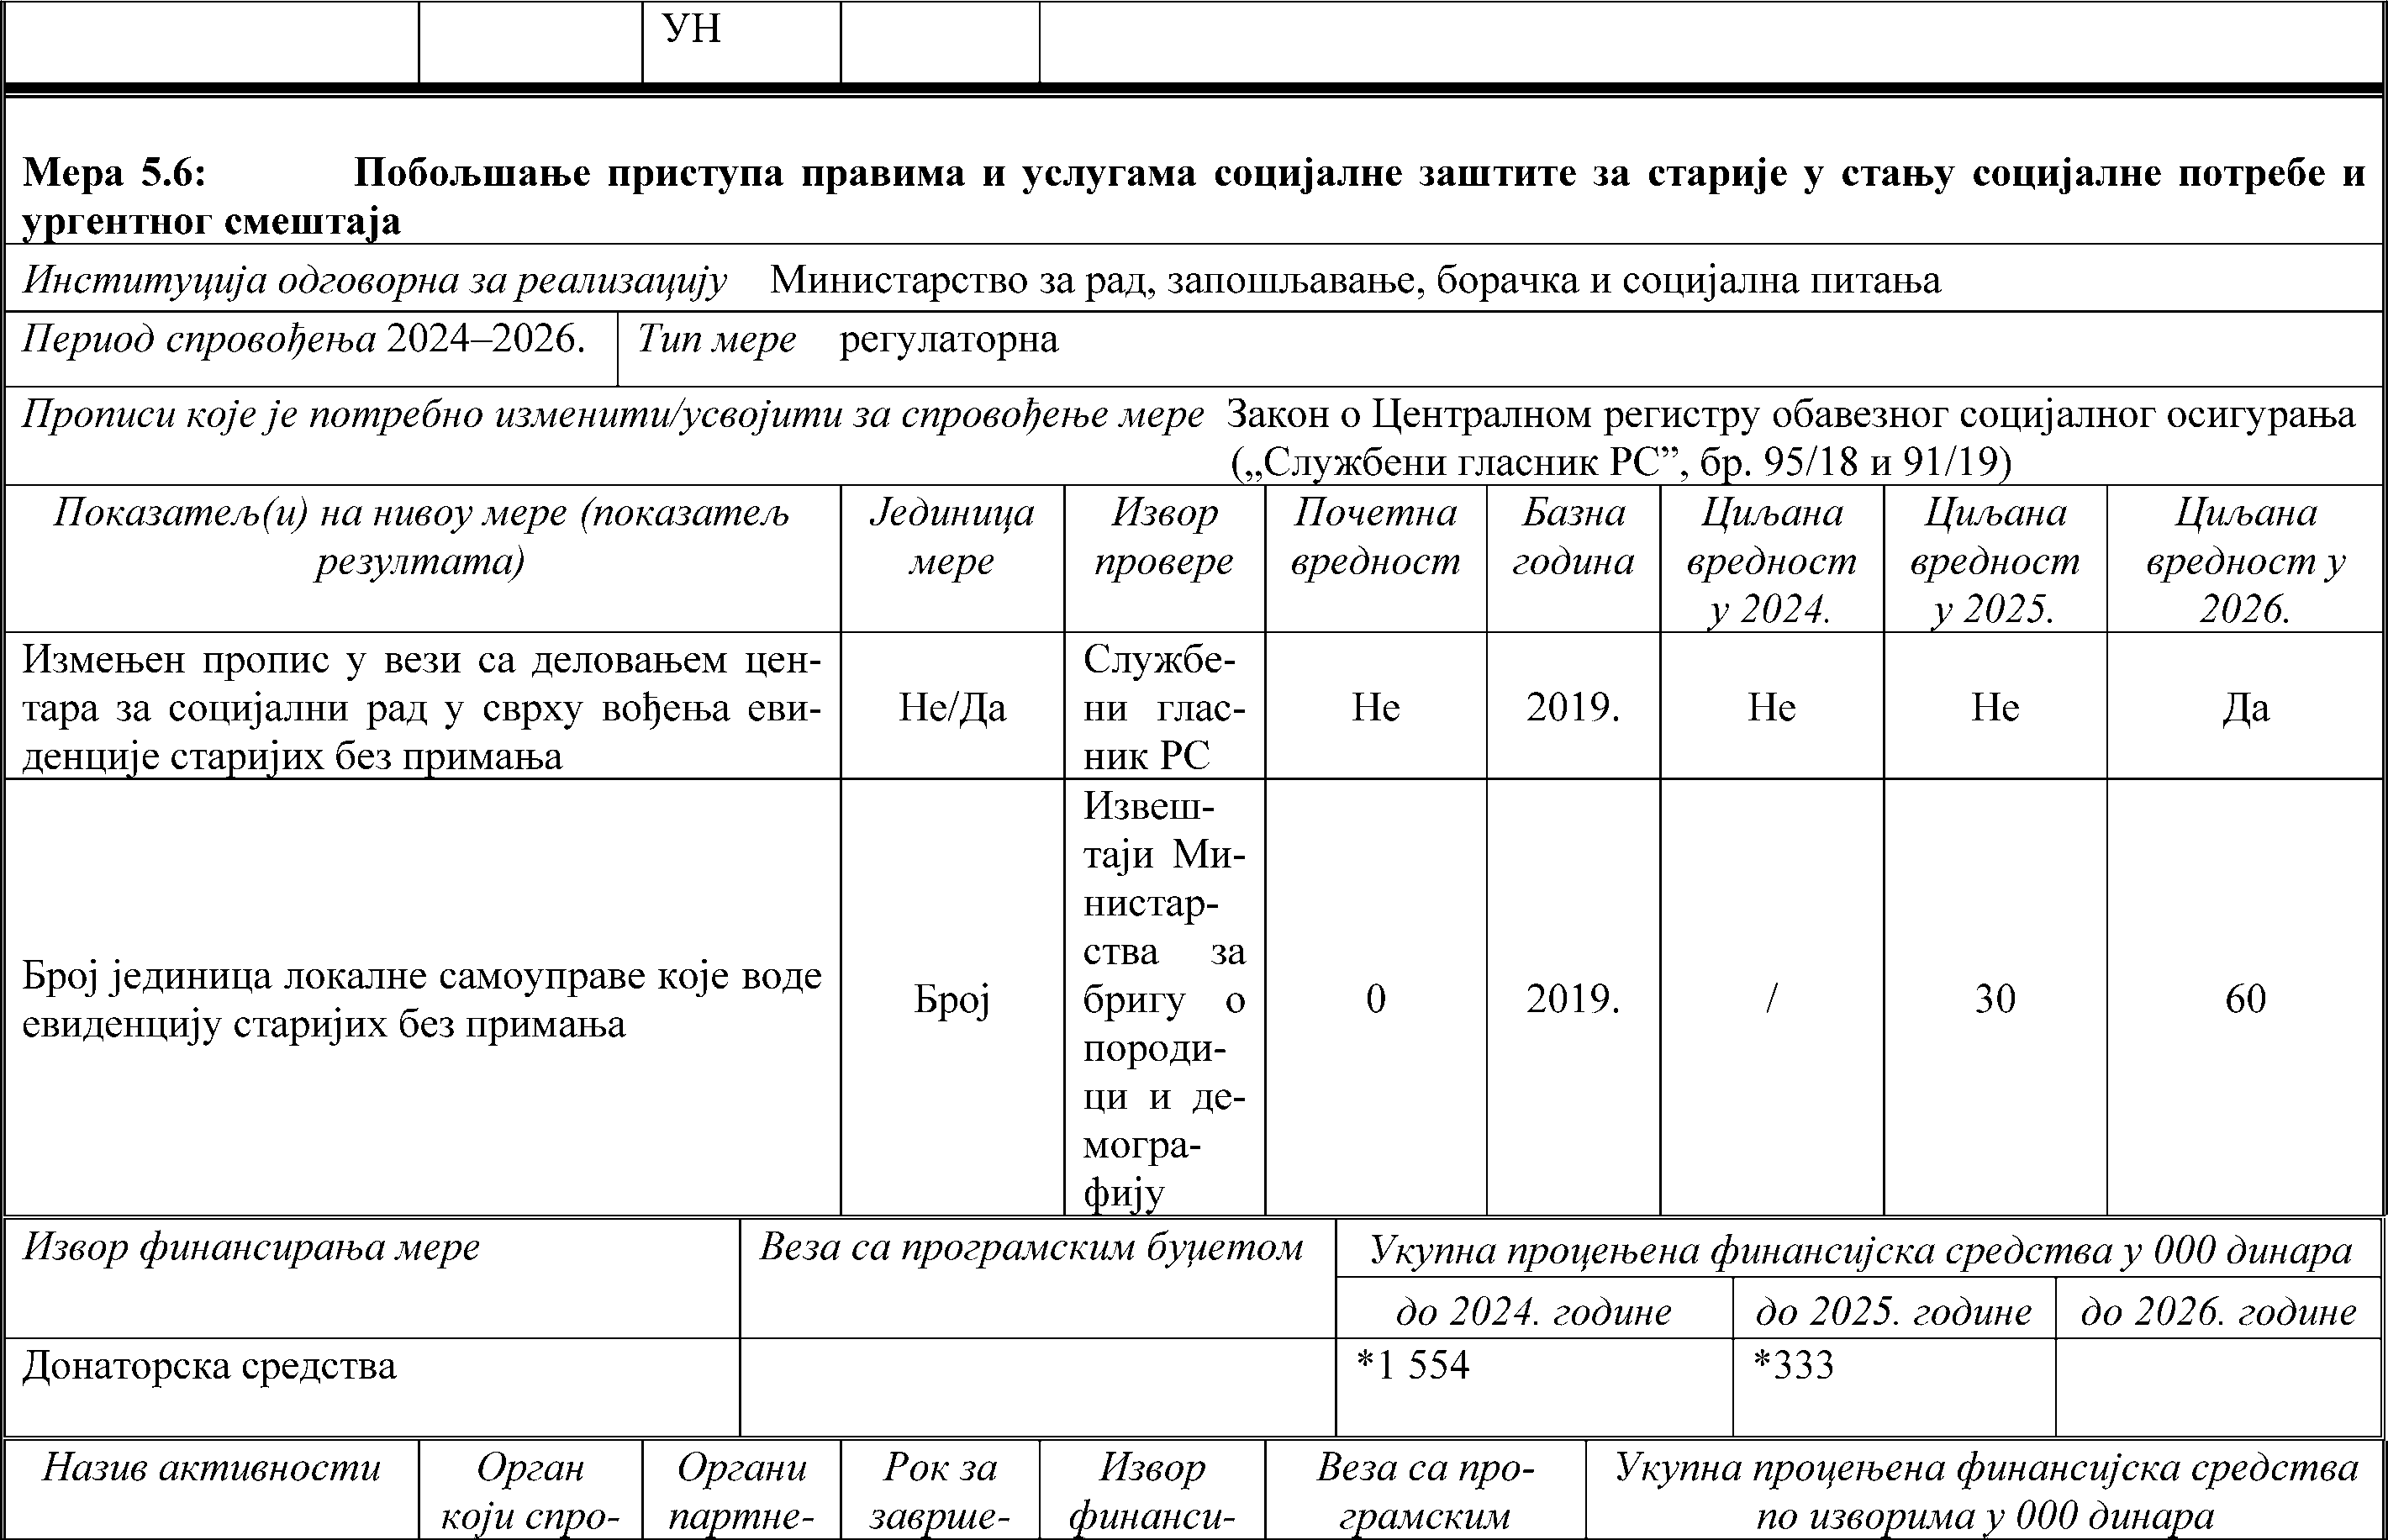 УН
Мера 5.6: Побољшање приступа правима и услугама социјалне заштите за старије у стању социјалне потребе и
ургентног смештаја
Институција одговорна за реализацију Министарство за рад, запошљавање, борачка и социјална питања
Период спровођења 2024–2026. Тип мере регулаторна
Прописи које је потребно изменити/усвојити за спровођење мере Закон о Централном регистру обавезног социјалног осигурања
(„Службени гласник РС”, бр. 95/18 и 91/19)
Показатељ(и) на нивоу мере (показатељ
резултата)
Јединица
мере
Извор
провере
Почетна
вредност
Базна
година
Циљана
вредност
у 2024.
Циљана
вредност
у 2025.
Циљана
вредност у
2026.
Измењен пропис у вези са деловањем цен-
тара за социјални рад у сврху вођења еви-
денције старијих без примања
Не/Да
Службе-
ни глас-
ник РС
Не
2019.
Не
Не
Да
Број јединица локалне самоуправе које воде
евиденцију старијих без примања
Број
Извеш-
таји Ми-
нистар-
ства за
бригу о
породи-
ци и де-
могра-
фију
0
2019.
/
30
60
Извор финансирања мере
Веза са програмским буџетом
Укупна процењена финансијска средства у 000 динара
до 2024. године
до 2025. године
до 2026. године
Донаторска средства
*1 554
*333
Назив активности
Орган
који спро-
Органи
партне-
Рок за
заврше-
Извор
финанси-
Веза са про-
грамским
Укупна процењена финансијска средства
по изворима у 000 динара